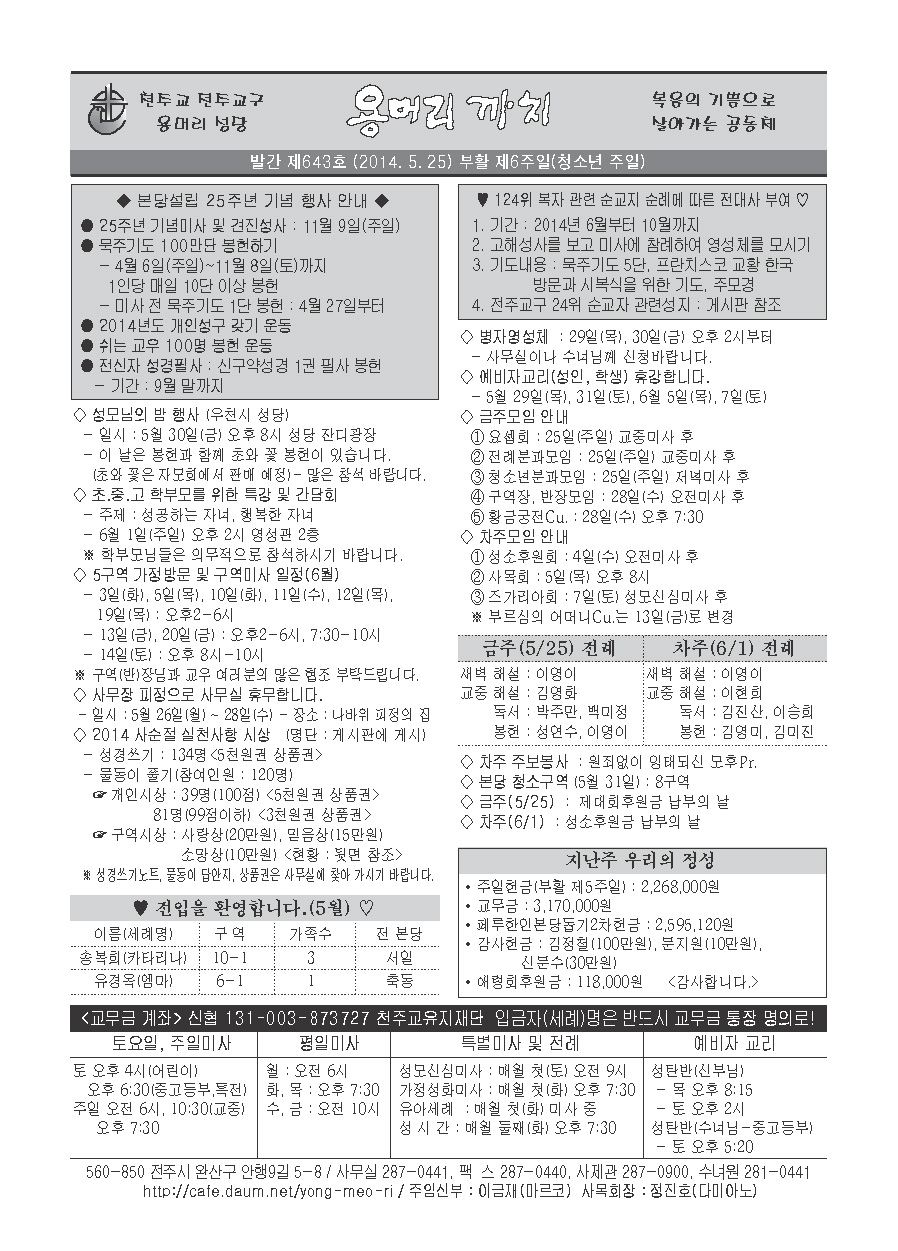 천주교 전주교구
용머리 성당
용머리 까치
복음의 기쁨으로
살아가는 공동체
발간 제643호 (2014. 5. 25) 부활 제6주일(청소년 주일)
◆ 본당설립 25주년 기념 행사 안내 ◆
● 25주년 기념미사 및 견진성사 : 11월 9일(주일)
● 묵주기도 100만단 봉헌하기
- 4월 6일(주일)~11월 8일(토)까지
1인당 매일 10단 이상 봉헌
- 미사 전 묵주기도 1단 봉헌 : 4월 27일부터
● 2014년도 개인성구 갖기 운동
● 쉬는 교우 100명 봉헌 운동
● 전신자 성경필사 : 신구약성경 1권 필사 봉헌
- 기간 : 9월 말까지
◇ 성모님의 밤 행사 (우천시 성당)
- 일시 : 5월 30일(금) 오후 8시 성당 잔디광장
- 이 날은 봉헌과 함께 초와 꽃 봉헌이 있습니다.
(초와 꽃은 자모회에서 판매 예정) - 많은 참석 바랍니다.
◇ 초.중.고 학부모를 위한 특강 및 간담회
- 주제 : 성공하는 자녀, 행복한 자녀
- 6월 1일(주일) 오후 2시 영성관 2층
※ 학부모님들은 의무적으로 참석하시기 바랍니다.
◇ 5구역 가정방문 및 구역미사 일정(6월)
- 3일(화), 5일(목), 10일(화), 11일(수), 12일(목),
19일(목) : 오후2-6시
- 13일(금), 20일(금) : 오후2-6시, 7:30-10시
- 14일(토) : 오후 8시-10시
※ 구역(반)장님과 교우 여러분의 많은 협조 부탁드립니다.
◇ 사무장 피정으로 사무실 휴무합니다.
- 일시 : 5월 26일(월) ~ 28일(수) - 장소 : 나바위 피정의 집
◇ 2014 사순절 실천사항 시상 (명단 : 게시판에 게시)
- 성경쓰기 : 134명<5천원권 상품권>
- 물동이 풀기(참여인원 : 120명)
☞ 개인시상 : 39명(100점) <5천원권 상품권>
81명(99점이하) <3천원권 상품권>
☞ 구역시상 : 사랑상(20만원), 믿음상(15만원)
소망상(10만원) <현황 : 뒷면 참조>
※ 성경쓰기노트, 물동이 답안지, 상품권은 사무실에 찾아 가시기 바랍니다.
♥ 전입을 환영합니다.(5월) ♡
이름(세례명) 구 역 가족수 전 본당
송복희(카타리나) 10-1 3 서일
유경옥(엠마) 6-1 1 축동
♥ 124위 복자 관련 순교지 순례에 따른 전대사 부여 ♡
1. 기간 : 2014년 6월부터 10월까지
2. 고해성사를 보고 미사에 참례하여 영성체를 모시기
3. 기도내용 : 묵주기도 5단, 프란치스코 교황 한국
방문과 시복식을 위한 기도, 주모경
4. 전주교구 24위 순교자 관련성지 : 게시판 참조
◇ 병자영성체 : 29일(목), 30일(금) 오후 2시부터
- 사무실이나 수녀님께 신청바랍니다.
◇ 예비자교리(성인, 학생) 휴강합니다.
- 5월 29일(목), 31일(토), 6월 5일(목), 7일(토)
◇ 금주모임 안내
① 요셉회 : 25일(주일) 교중미사 후
② 전례분과모임 : 25일(주일) 교중미사 후
③ 청소년분과모임 : 25일(주일) 저녁미사 후
④ 구역장, 반장모임 : 28일(수) 오전미사 후
⑤ 황금궁전Cu. : 28일(수) 오후 7:30
◇ 차주모임 안내
① 성소후원회 : 4일(수) 오전미사 후
② 사목회 : 5일(목) 오후 8시
③ 즈가리아회 : 7일(토) 성모신심미사 후
※ 부르심의 어머니Cu.는 13일(금)로 변경
금주(5/25) 전례 차주(6/1) 전례
새벽 해설 : 이영이 새벽 해설 : 이영이
교중 해설 : 김영화 교중 해설 : 이현희
독서 : 박주만, 백미정 독서 : 김진산, 이승희
봉헌 : 성연수, 이영이 봉헌 : 김영미, 김미진
◇ 차주 주보봉사 : 원죄없이 잉태되신 모후Pr.
◇ 본당 청소구역 (5월 31일) : 8구역
◇ 금주(5/25) : 제대회후원금 납부의 날
◇ 차주(6/1) : 성소후원금 납부의 날
지난주 우리의 정성
• 주일헌금(부활 제5주일) : 2,268,000원
• 교무금 : 3,170,000원
• 페루한인본당돕기2차헌금 : 2,595,120원
• 감사헌금 : 김정철(100만원), 분지원(10만원),
신분수(30만원)
• 애령회후원금 : 118,000원 <감사합니다.>
<교무금 계좌> 신협 131-003-873727 천주교유지재단 입금자(세례)명은 반드시 교무금 통장 명의로!
토요일, 주일미사 평일미사 특별미사 및 전례 예비자 교리
토 오후 4시(어린이) 월 : 오전 6시 성모신심미사 : 매월 첫(토) 오전 9시 성탄반(신부님)
오후 6:30(중고등부,특전) 화, 목 : 오후 7:30 가정성화미사 : 매월 첫(화) 오후 7:30 - 목 오후 8:15
주일 오전 6시, 10:30(교중) 수, 금 : 오전 10시 유아세례 : 매월 첫(화) 미사 중 - 토 오후 2시
오후 7:30 성 시 간 : 매월 둘째(화) 오후 7:30 성탄반(수녀님-중고등부)
- 토 오후 5:20
560-850 전주시 완산구 안행9길 5-8 / 사무실 287-0441, 팩 스 287-0440, 사제관 287-0900, 수녀원 281-0441
http://cafe.daum.net/yong-meo-ri / 주임신부 : 이금재(마르코) 사목회장 : 정진호(다미아노)